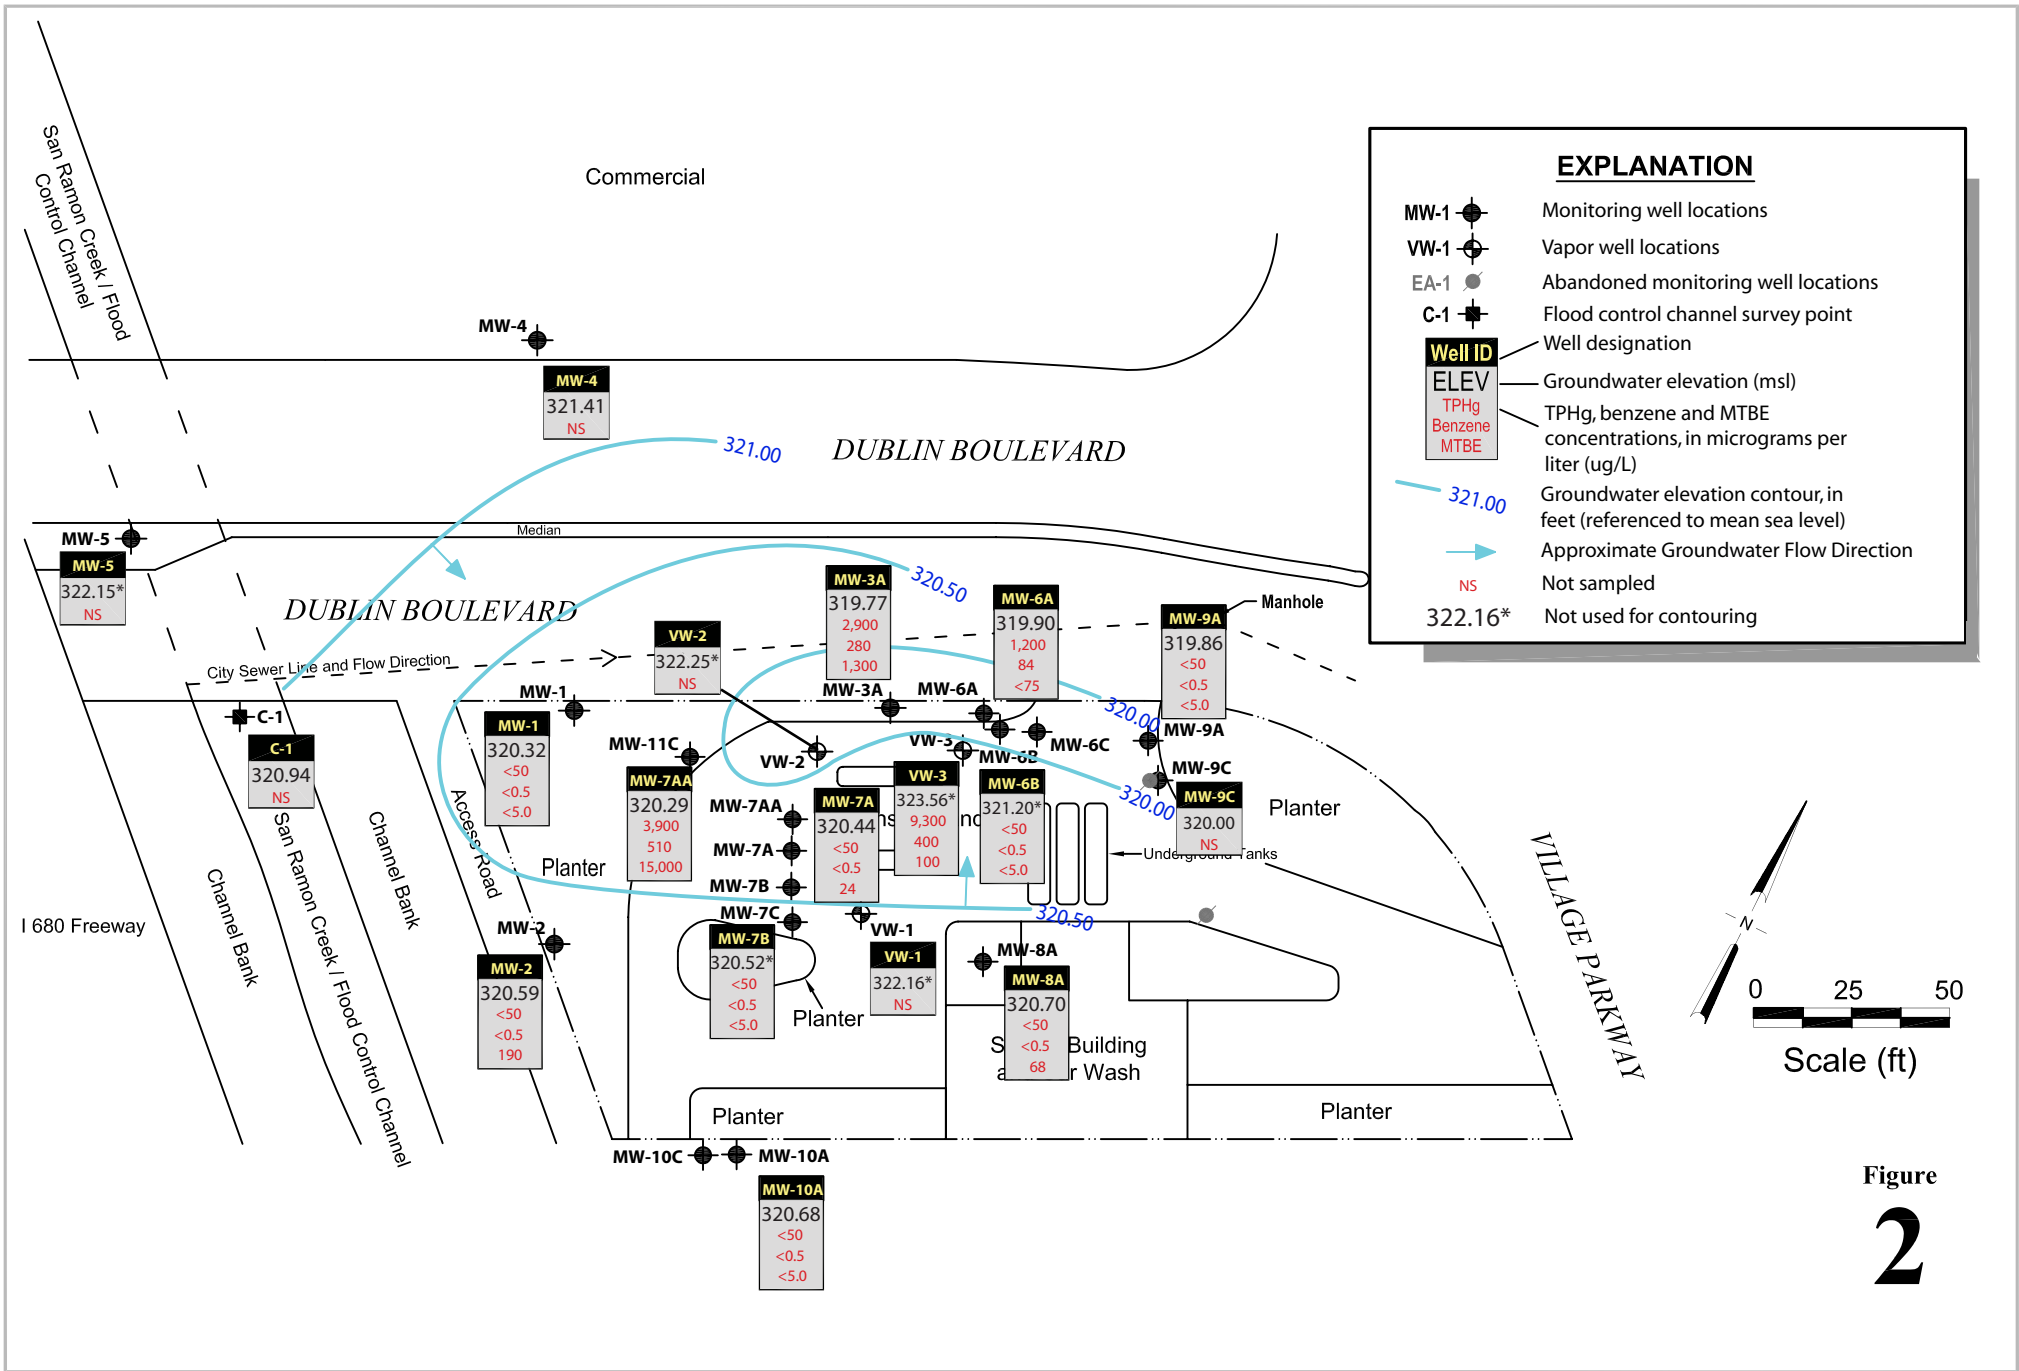 San Ramon Creek / Flood
Control Channel
Commercial
EXPLANATION
MW-1 Monitoring well locations
VW-1 Vapor well locations
EA-1 Abandoned monitoring well locations
C-1 Flood control channel survey point
Well ID
ELEV
TPHg
Benzene
MTBE
Well designation
Groundwater elevation (msl)
TPHg, benzene and MTBE
concentrations, in micrograms per
liter (ug/L)
321.00
Groundwater elevation contour, in
feet (referenced to mean sea level)
Approximate Groundwater Flow Direction
NS Not sampled
322.16* Not used for contouring
MW-4
MW-4
321.41
NS
321.00
DUBLIN BOULEVARD
Median
MW-5
MW-5
322.15*
NS
DUBLIN BOULEVARD
320.50
MW-3A
319.77
2,900
280
1,300
MW-6A
319.90
1,200
84
<75
MW-9A
319.86
<50
<0.5
<5.0
Manhole
VW-2
322.25*
NS
City Sewer Line and Flow Direction
MW-1
MW-3A
MW-6A
320.00
MW-9A
C-1
C-1
320.94
NS
MW-1
320.32
<50
<0.5
<5.0
MW-11C
VW-2
VW-3
MW-6B
MW-6C
MW-9C
320.00
MW-9C
320.00
NS
Planter
MW-7AA
320.29
3,900
510
15,000
MW-7AA
MW-7A
MW-7B
MW-7C
MW-7A
320.44
<50
<0.5
24
VW-3
323.56*
9,300
400
100
MW-6B
321.20*
<50
<0.5
<5.0
Underground Tanks
Access Road
Planter
Channel Bank
San Ramon Creek / Flood Control Channel
Channel Bank
I 680 Freeway
320.50
VW-1
MW-2
MW-2
320.59
<50
<0.5
190
MW-7B
320.52*
<50
<0.5
<5.0
Planter
VW-1
322.16*
NS
MW-8A
MW-8A
320.70
<50
<0.5
68
Building
Wash
VILLAGE PARKWAY
N
0 25 50
Scale (ft)
Planter
Planter
MW-10C
MW-10A
MW-10A
320.68
<50
<0.5
<5.0
Figure
2